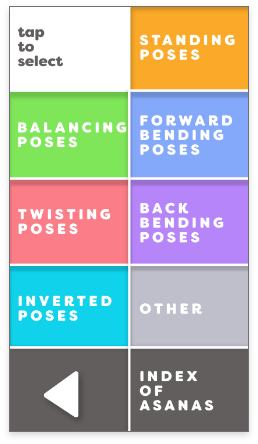 tap
to
select
STANDING
POSES
BALANCING
POSES
FORWARD
BENDING
POSES
TWISTING
POSES
BACK
BENDING
POSES
INVERTED
POSES
OTHER
INDEX
OF
ASANAS